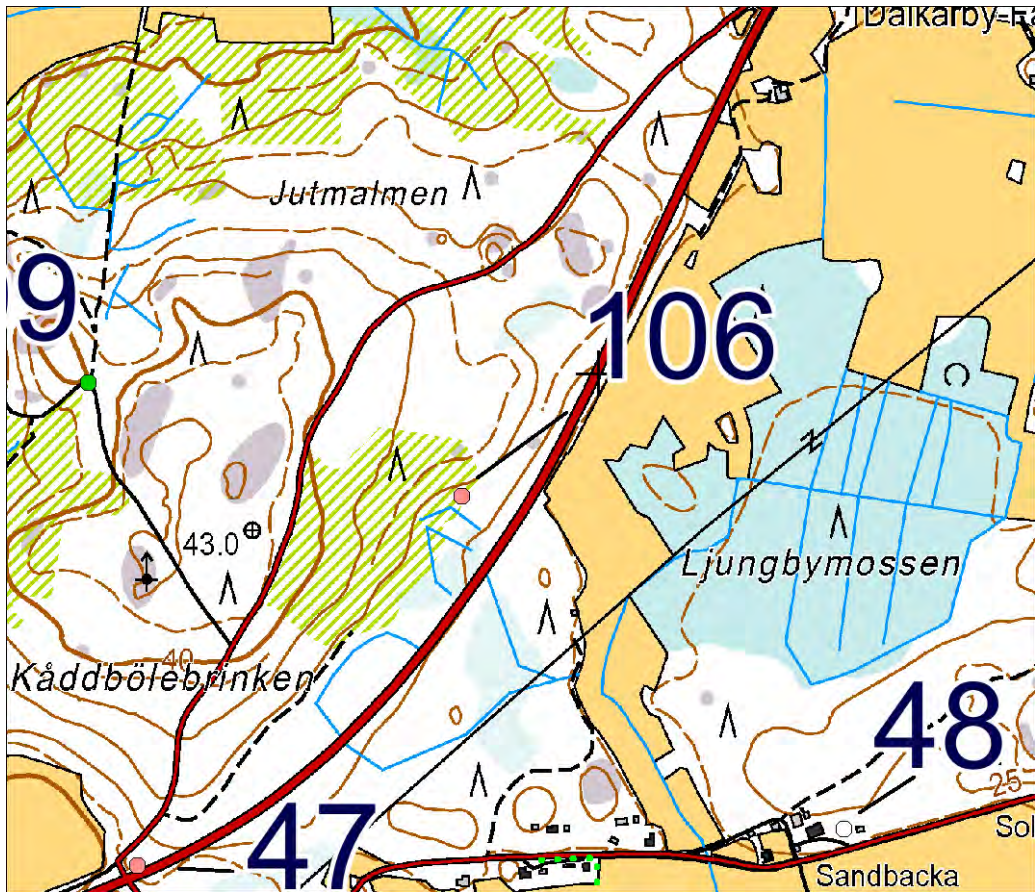 Dalkarby-F
Jutmalmen
9
106
43.0
Ljungbymossen
40
Kåddbölebrinken
48
47
25
Sol
Sandbacka